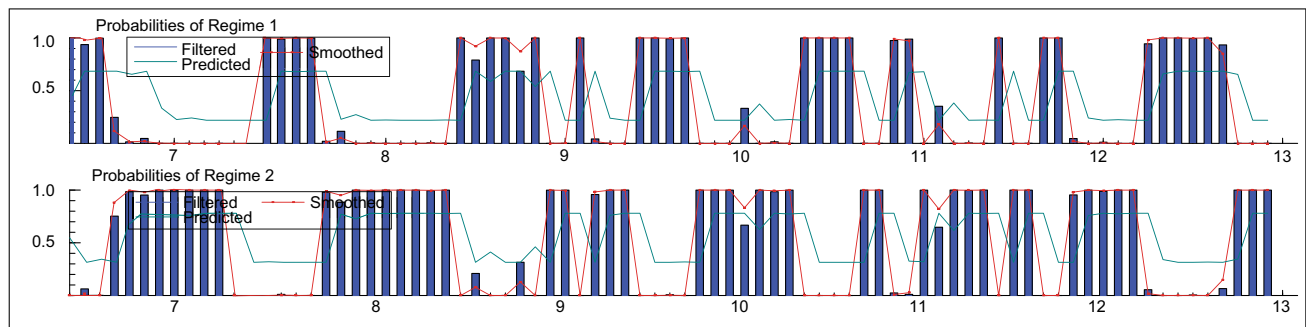 Probabilities of Regime 1
1.0
Filtered
Smoothed
Predicted
0.5
7 8 9 10 11 12 13
Probabilities of Regime 2
1.0
Filtered
Smoothed
Predicted
0.5
7 8 9 10 11 12 13